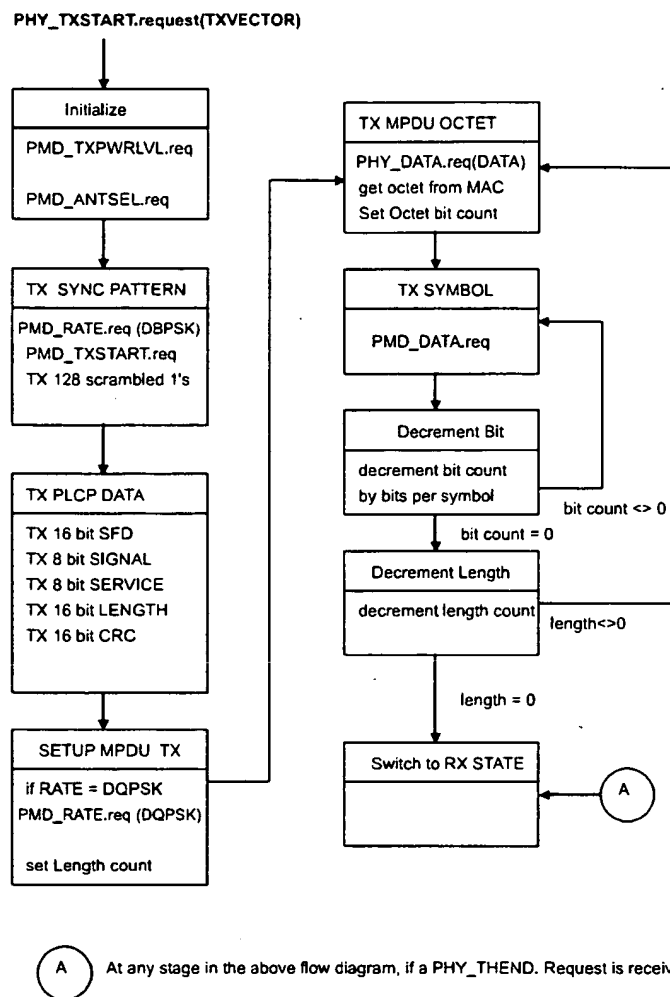 PHY_TXSTART.request(TXVECTOR)
Initialize
PMD_TXPWRLVL.req
PMD_ANTSEL.req
TX SYNC PATTERN
PMD_RATE.req (DBPSK)
PMD_TXSTART.req
TX 128 scrambled 1's
TX PLCP DATA
TX 16 bit SFD
TX 8 bit SIGNAL
TX 8 bit SERVICE
TX 16 bit LENGTH
TX 16 bit CRC
SETUP MPDU TX
if RATE = DQPSK
PMD_RATE.req (DQPSK)
set Length count
TX MPDU OCTET
PHY_DATA.req(DATA)
get octet from MAC
Set Octet bit count
TX SYMBOL
PMD_DATA.req
Decrement Bit
decrement bit count
by bits per symbol
bit count <> 0
bit count = 0
Decrement Length
decrement length count
length<>0
length = 0
Switch to RX STATE
A
A At any stage in the above flow diagram, if a PHY_THEND. Request is